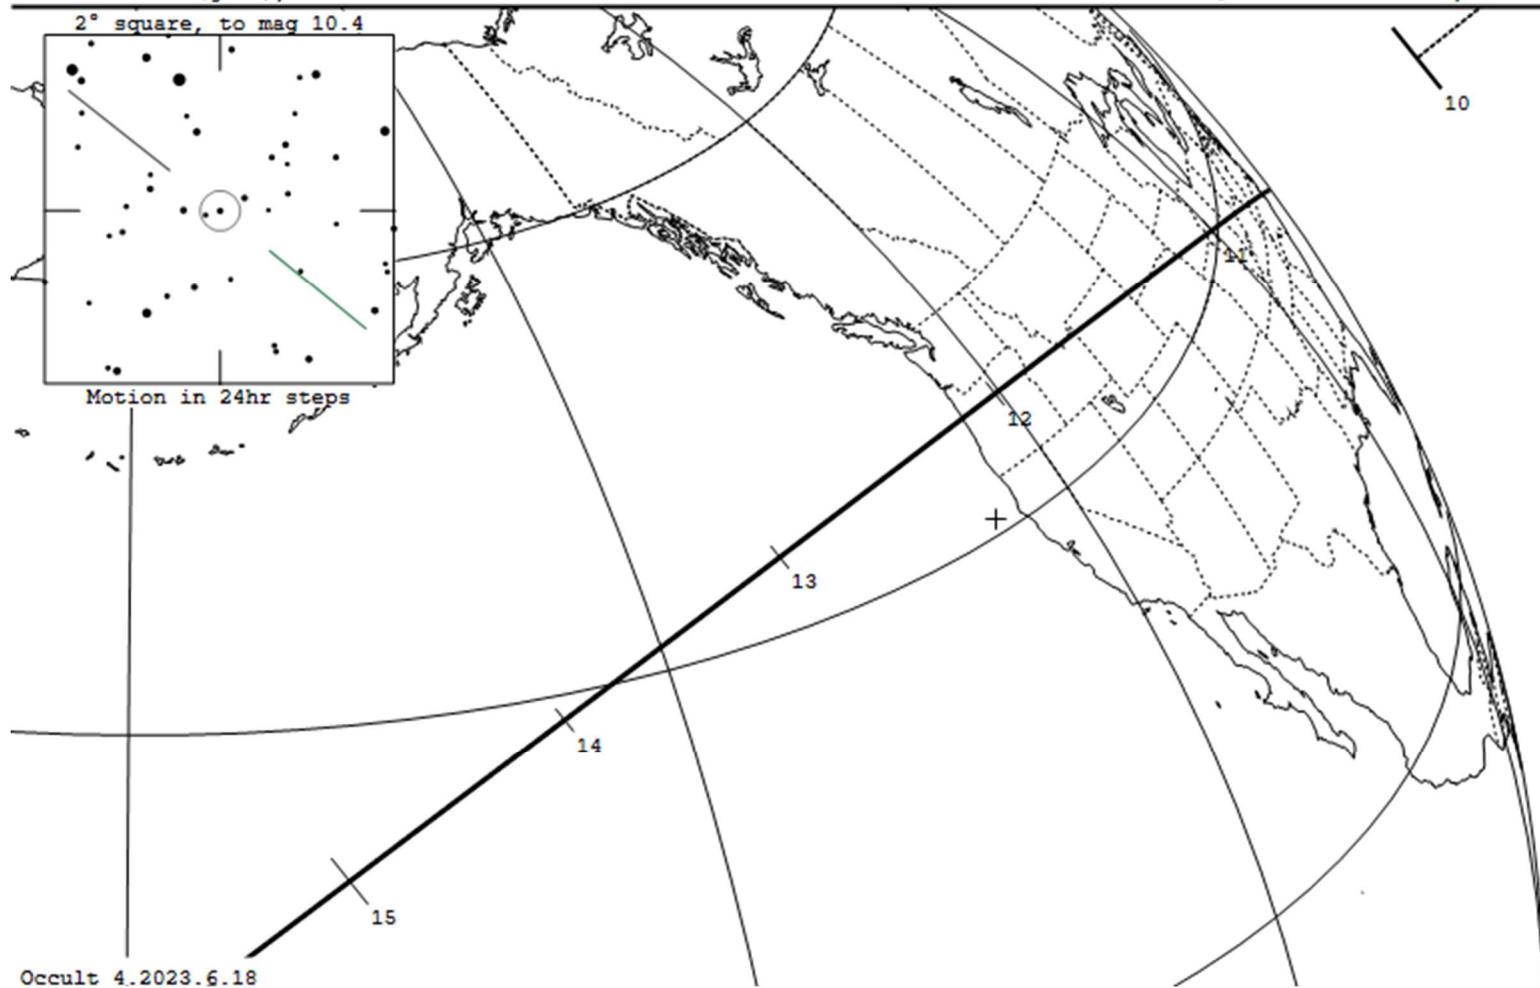 2° square, to mag 10.4
10
11
Motion in 24hr steps
12
13
14
15
Occult 4.2023.6.18